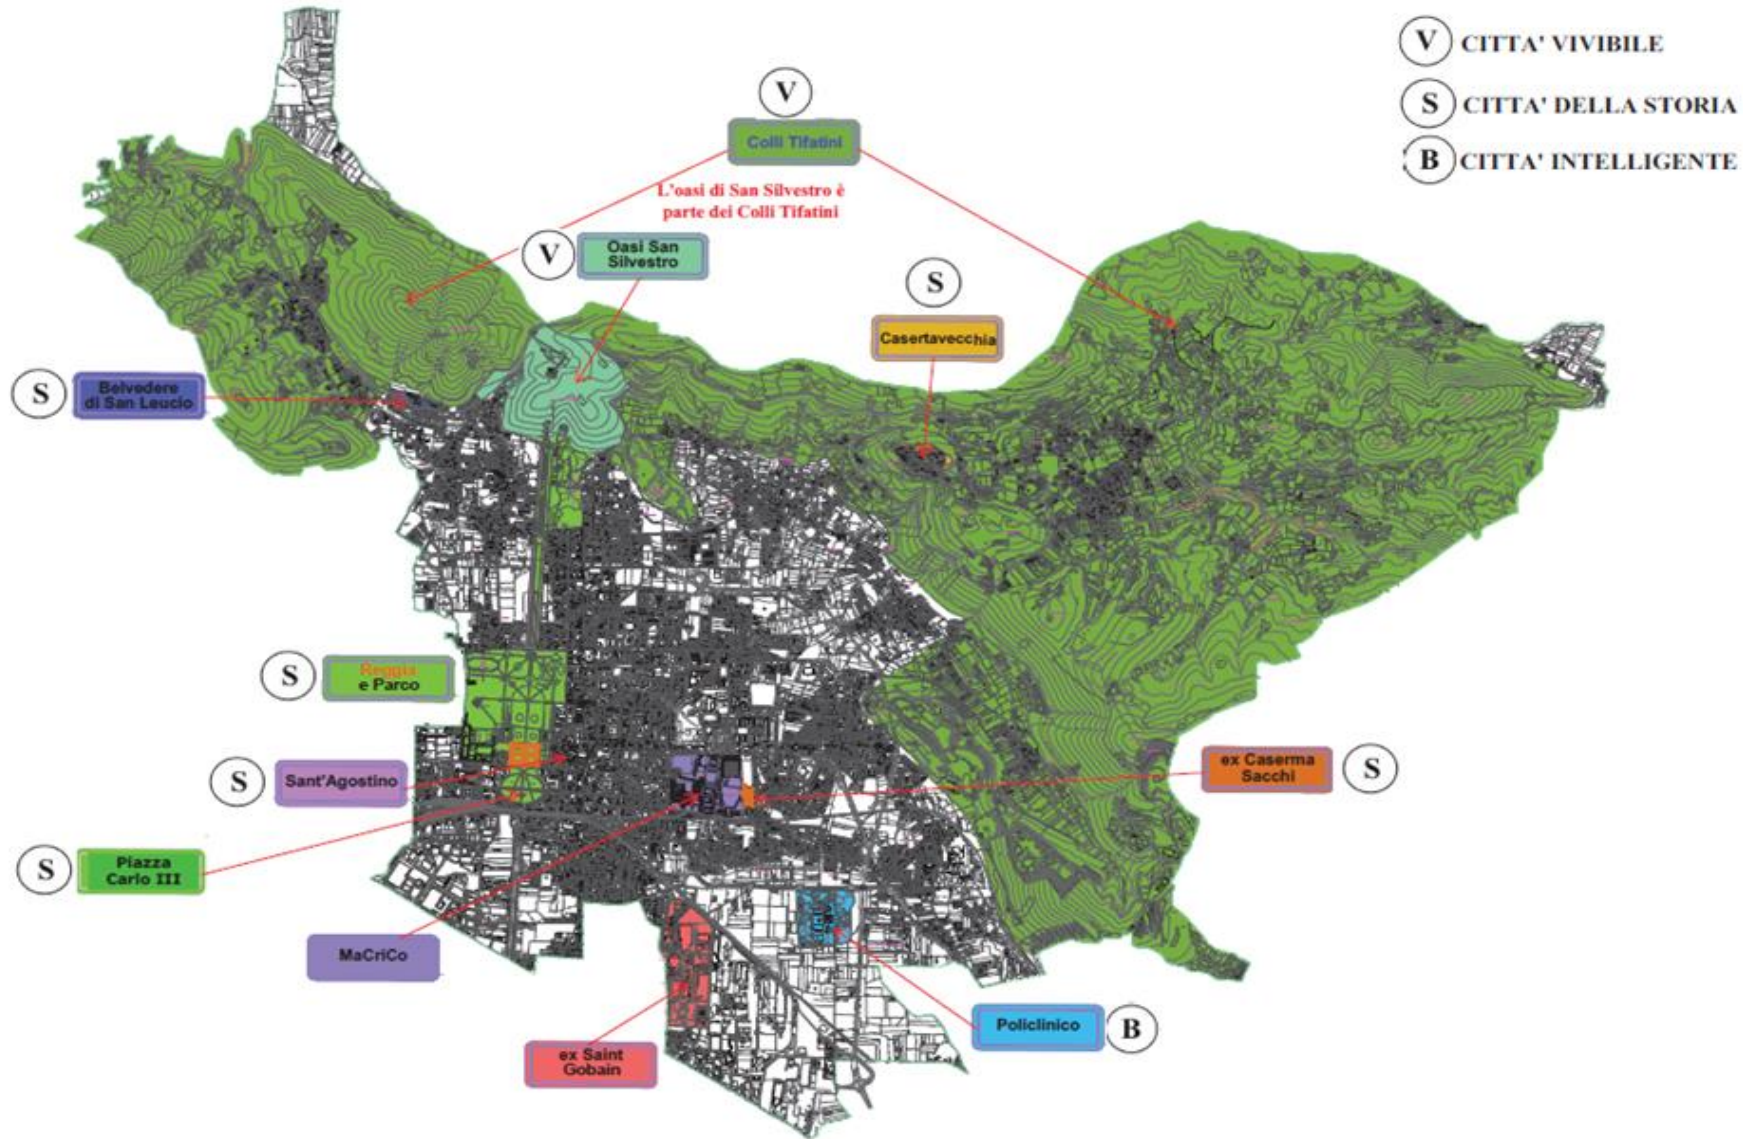 V CITTA' VIVIBILE
S CITTA' DELLA STORIA
B CITTA' INTELLIGENTE
V
Colli Tifatini
L'oasi di San Silvestro è
parte dei Colli Tifatini
V
Oasi San
Silvestro
S
Casertavecchia
S
Belvedere
di San Leucio
S
Reggia
e Parco
S
Sant'Agostino
ex Caserma
Sacchi
S
S
Piazza
Carlo III
MaCriCo
ex Saint
Gobain
Policlinico
B